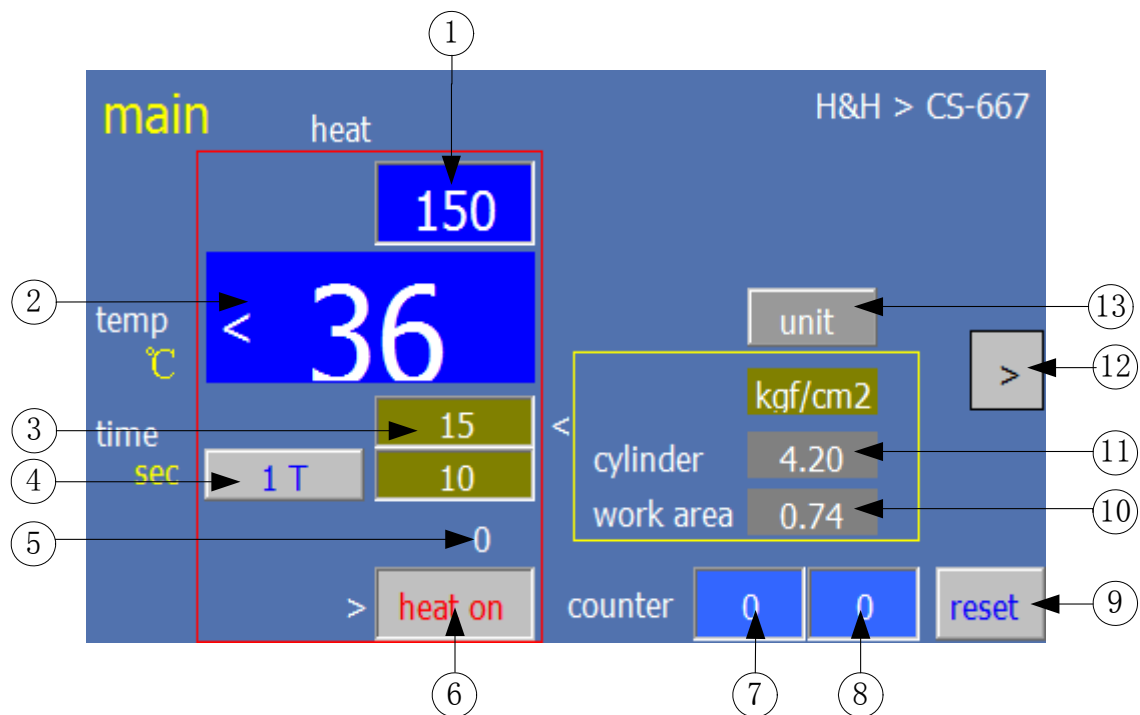 1
main
H&H > CS-667
heat
150
2
temp
℃
< 36
unit
13
>
12
kgf/cm2
3
time
sec
15
<
cylinder 4.20
11
4
1 T
10
work area 0.74
10
5
0
> heat on
counter 0 0 reset
9
6
7
8